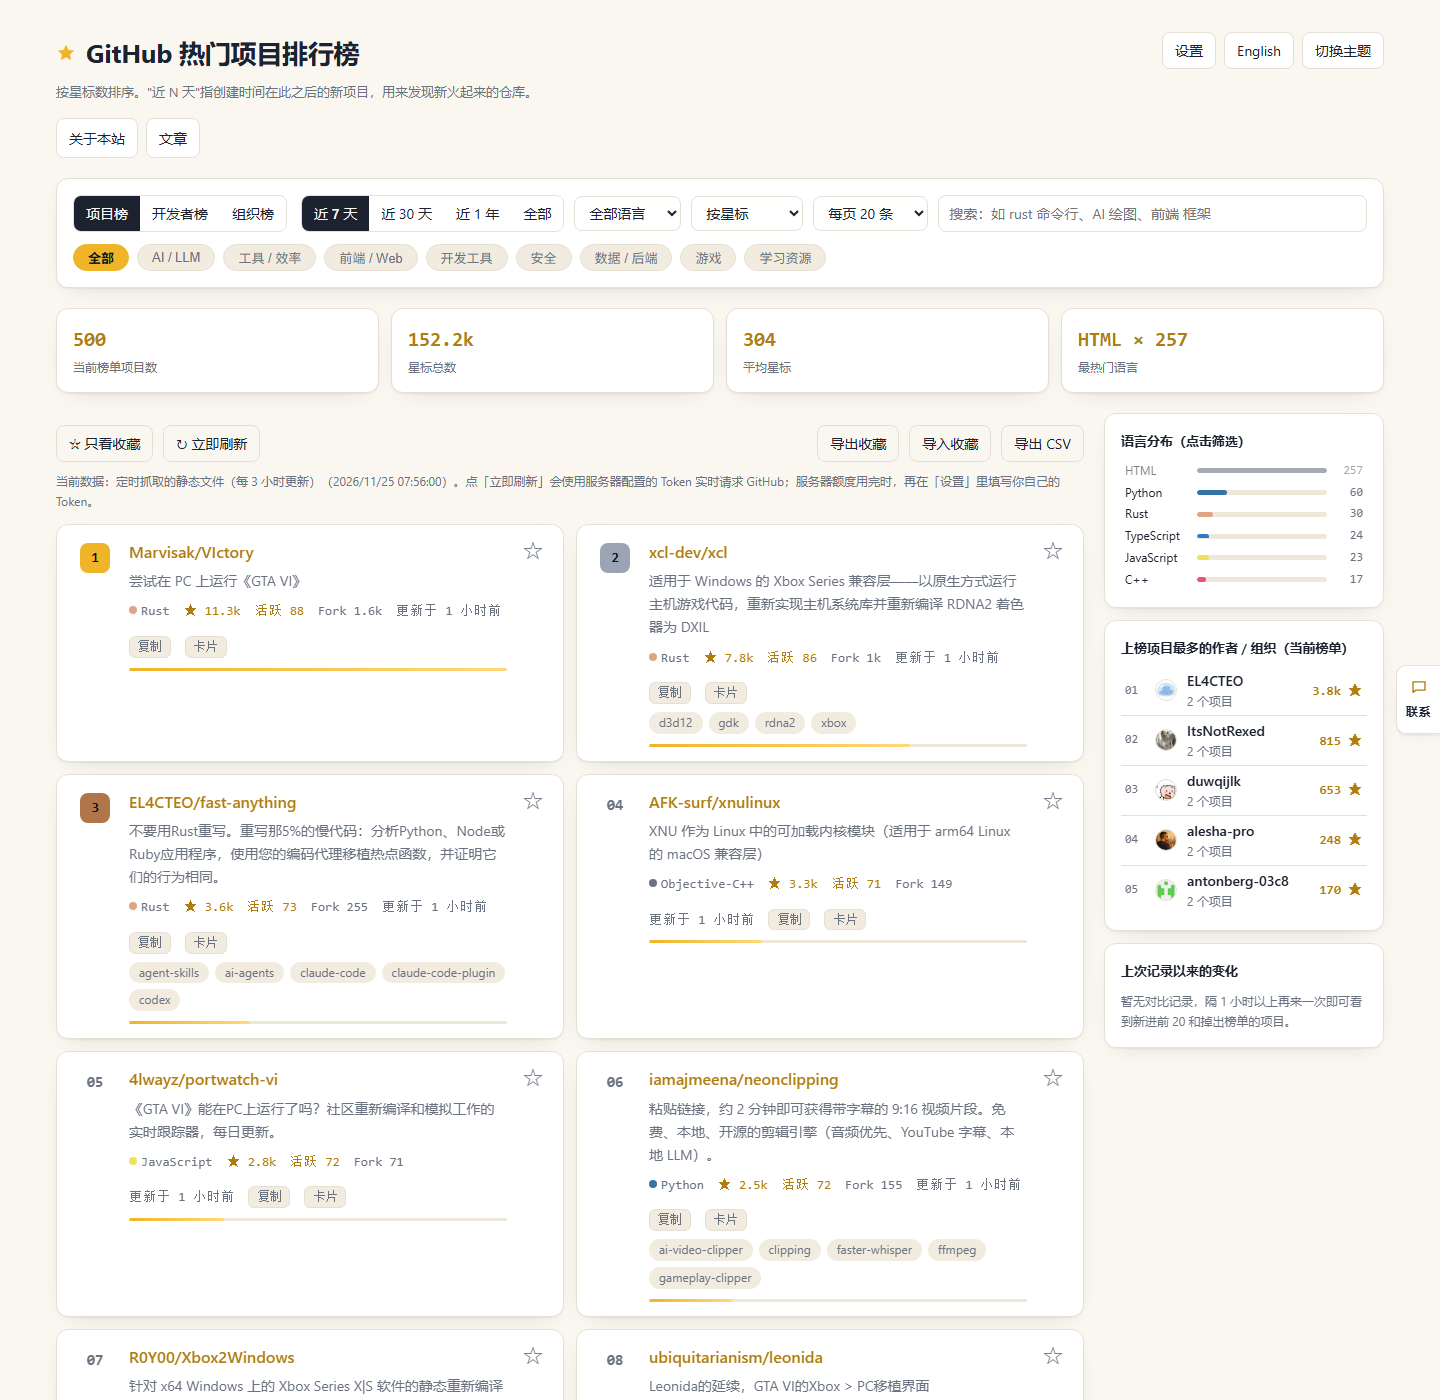 GitHub 热门项目排行榜
设置
English
切换主题
按星标数排序。"近 N 天"指创建时间在此之后的新项目，用来发现新火起来的仓库。
关于本站
文章
项目榜
开发者榜
组织榜
近 7 天
近 30 天
近 1 年
全部
全部语言
按星标
每页 20 条
搜索：如 rust 命令行、AI 绘图、前端 框架
全部
AI / LLM
工具 / 效率
前端 / Web
开发工具
安全
数据 / 后端
游戏
学习资源
500
当前榜单项目数
152.2k
星标总数
304
平均星标
HTML × 257
最热门语言
☆ 只看收藏
↻ 立即刷新
导出收藏
导入收藏
导出 CSV
当前数据：定时抓取的静态文件（每 3 小时更新）（2026/11/25 07:56:00）。点「立即刷新」会使用服务器配置的 Token 实时请求 GitHub；服务器额度用完时，再在「设置」里填写你自己的
Token。
1
Marvisak/VIctory
尝试在 PC 上运行《GTA VI》
Rust ★ 11.3k 活跃 88 Fork 1.6k 更新于 1 小时前
复制 卡片
2
xcl-dev/xcl
适用于 Windows 的 Xbox Series 兼容层——以原生方式运行
主机游戏代码，重新实现主机系统库并重新编译 RDNA2 着色
器为 DXIL
Rust ★ 7.8k 活跃 86 Fork 1k 更新于 1 小时前
复制 卡片
d3d12 gdk rdna2 xbox
3
EL4CTEO/fast-anything
不要用Rust重写。重写那5%的慢代码：分析Python、Node或
Ruby应用程序，使用您的编码代理移植热点函数，并证明它
们的行为相同。
Rust ★ 3.6k 活跃 73 Fork 255 更新于 1 小时前
复制 卡片
agent-skills ai-agents claude-code claude-code-plugin
codex
04
AFK-surf/xnulinux
XNU 作为 Linux 中的可加载内核模块（适用于 arm64 Linux
的 macOS 兼容层）
Objective-C++ ★ 3.3k 活跃 71 Fork 149
更新于 1 小时前 复制 卡片
05
4lwayz/portwatch-vi
《GTA VI》能在PC上运行了吗？社区重新编译和模拟工作的
实时跟踪器，每日更新。
JavaScript ★ 2.8k 活跃 72 Fork 71
更新于 1 小时前 复制 卡片
06
iamajmeena/neonclipping
粘贴链接，约 2 分钟即可获得带字幕的 9:16 视频片段。免
费、本地、开源的剪辑引擎（音频优先、YouTube 字幕、本
地 LLM）。
Python ★ 2.5k 活跃 72 Fork 155 更新于 1 小时前
复制 卡片
ai-video-clipper clipping faster-whisper ffmpeg
gameplay-clipper
07
R0Y00/Xbox2Windows
针对 x64 Windows 上的 Xbox Series X|S 软件的静态重新编译
08
ubiquitarianism/leonida
Leonida的延续，GTA VI的Xbox > PC移植界面
语言分布（点击筛选）
HTML 257
Python 60
Rust 30
TypeScript 24
JavaScript 23
C++ 17
上榜项目最多的作者 / 组织（当前榜单）
01 EL4CTEO 3.8k ★
2 个项目
02 ItsNotRexed 815 ★
2 个项目
03 duwqijlk 653 ★
2 个项目
04 alesha-pro 248 ★
2 个项目
05 antonberg-03c8 170 ★
2 个项目
上次记录以来的变化
暂无对比记录，隔 1 小时以上再来一次即可看
到新进前 20 和掉出榜单的项目。
联系